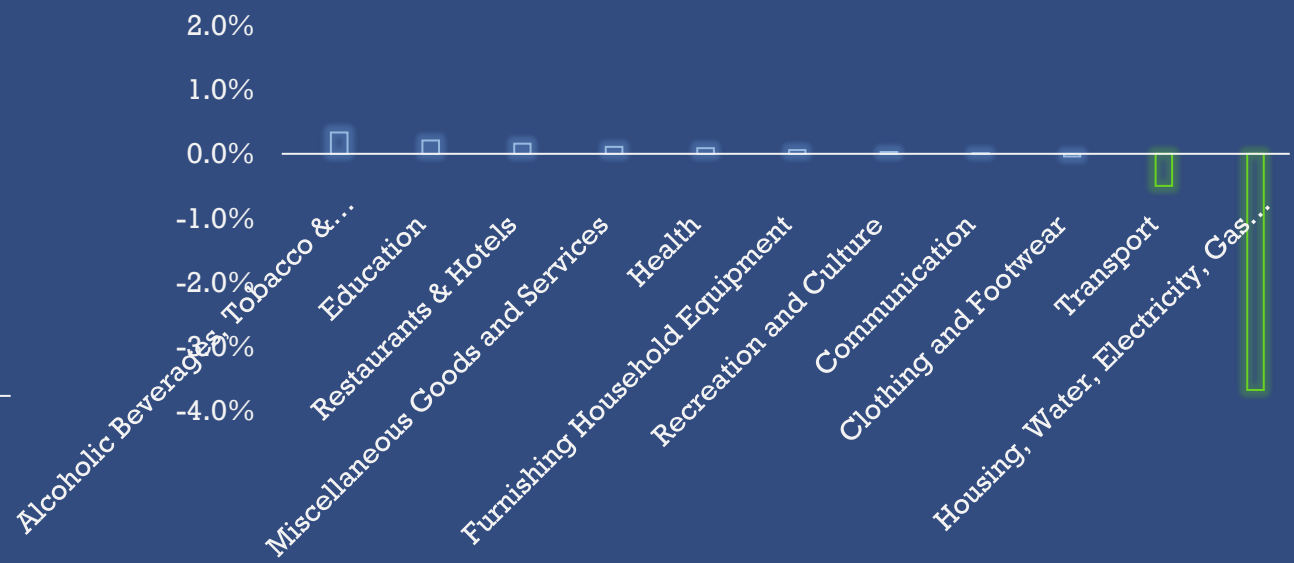 2.0%
1.0%
0.0%
-1.0%
-2.0%
-3.0%
-4.0%
Alcoholic Beverages, Tobacco &...
Education
Restaurants & Hotels
Miscellaneous Goods and Services
Health
Furnishing Household Equipment
Recreation and Culture
Communication
Clothing and Footwear
Transport
Housing, Water, Electricity, Gas...